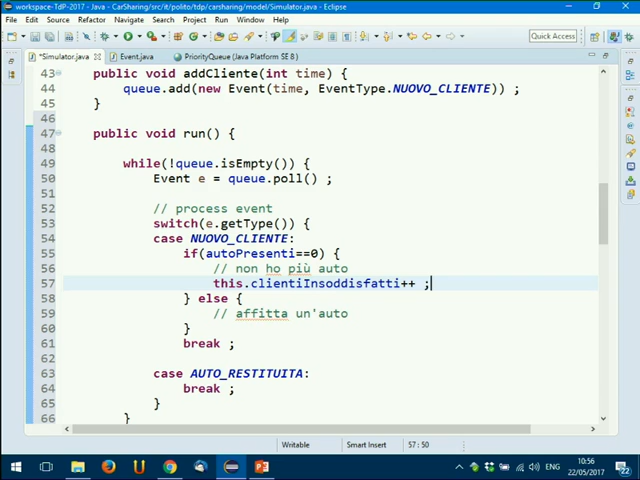 workspace-TdP-2017 - Java - CarSharing/src/it/polito/tdp/carsharing/model/Simulator.java - Eclipse
File Edit Source Refactor Navigate Search Project Run Window Help
Quick Access
*Simulator.java Event.java PriorityQueue (Java Platform SE 8 )
43 public void addCliente(int time) {
44 queue.add(new Event(time, EventType.NUOVO_CLIENTE)) ;
45 }
46
47 public void run() {
48
49 while(!queue.isEmpty()) {
50 Event e = queue.poll() ;
51
52 // process event
53 switch(e.getType()) {
54 case NUOVO_CLIENTE:
55 if(autoPresenti==0) {
56 // non ho più auto
57 this.clientiInsoddisfatti++ ;
58 } else {
59 // affitta un'auto
60 }
61 break ;
62
63 case AUTO_RESTITUITA:
64 break ;
65 }
66 }
Writable Smart Insert 57 : 50
ENG 10:56 22/05/2017 22